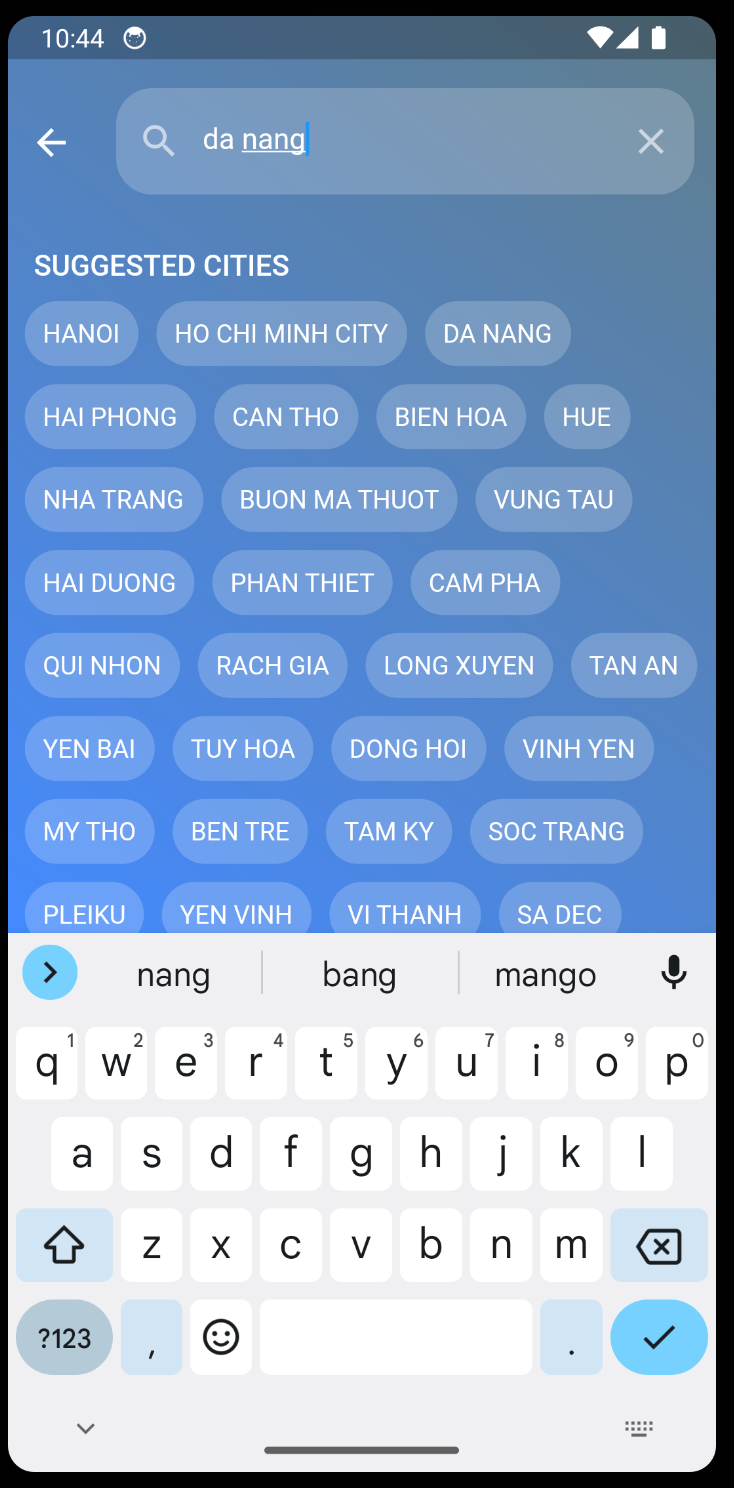 10:44
da nang
SUGGESTED CITIES
HANOI HO CHI MINH CITY DA NANG
HAI PHONG CAN THO BIEN HOA HUE
NHA TRANG BUON MA THUOT VUNG TAU
HAI DUONG PHAN THIET CAM PHA
QUI NHON RACH GIA LONG XUYEN TAN AN
YEN BAI TUY HOA DONG HOI VINH YEN
MY THO BEN TRE TAM KY SOC TRANG
PLEIKU YEN VINH VI THANH SA DEC
nang bang mango
q 1 w 2 e 3 r 4 t 5 y 6 u 7 i 8 o 9 p 0
a s d f g h j k l
z x c v b n m
?123 , .